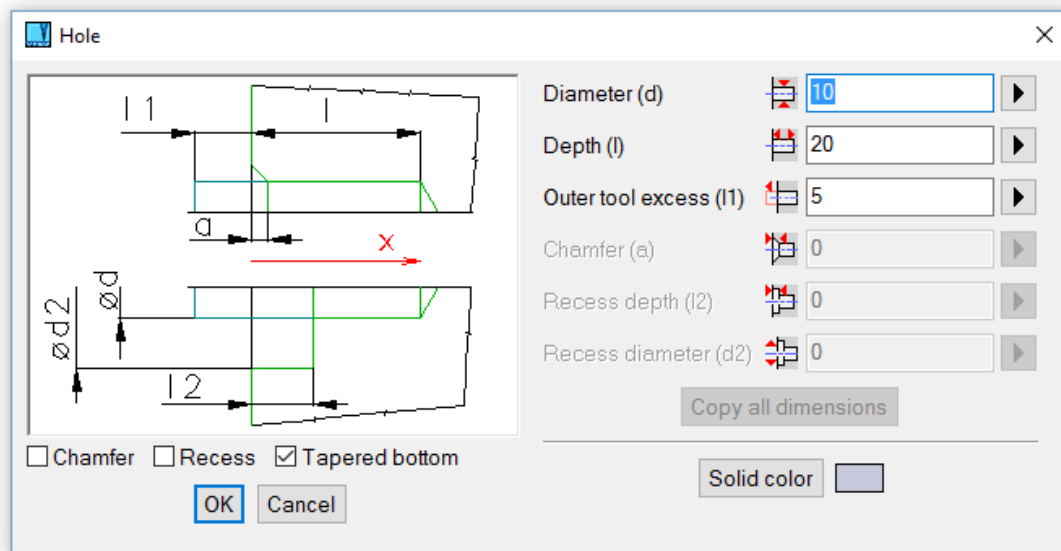 Hole
l1
l
a
x
ød
ød2
l2
Diameter (d) 10
Depth (l) 20
Outer tool excess (l1) 5
Chamfer (a) 0
Recess depth (l2) 0
Recess diameter (d2) 0
Copy all dimensions
Chamfer Recess Tapered bottom
Solid color
OK Cancel